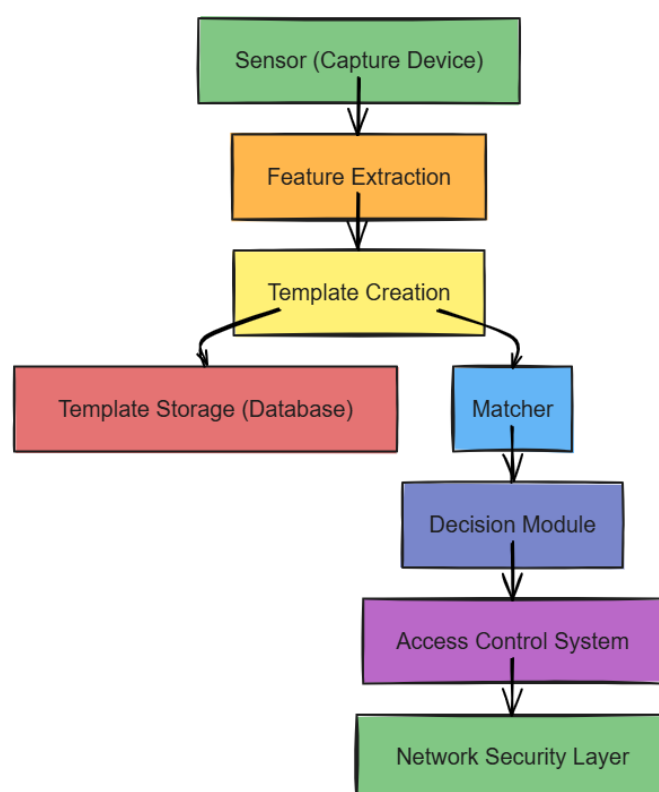 Sensor (Capture Device)
Feature Extraction
Template Creation
Template Storage (Database)
Matcher
Decision Module
Access Control System
Network Security Layer